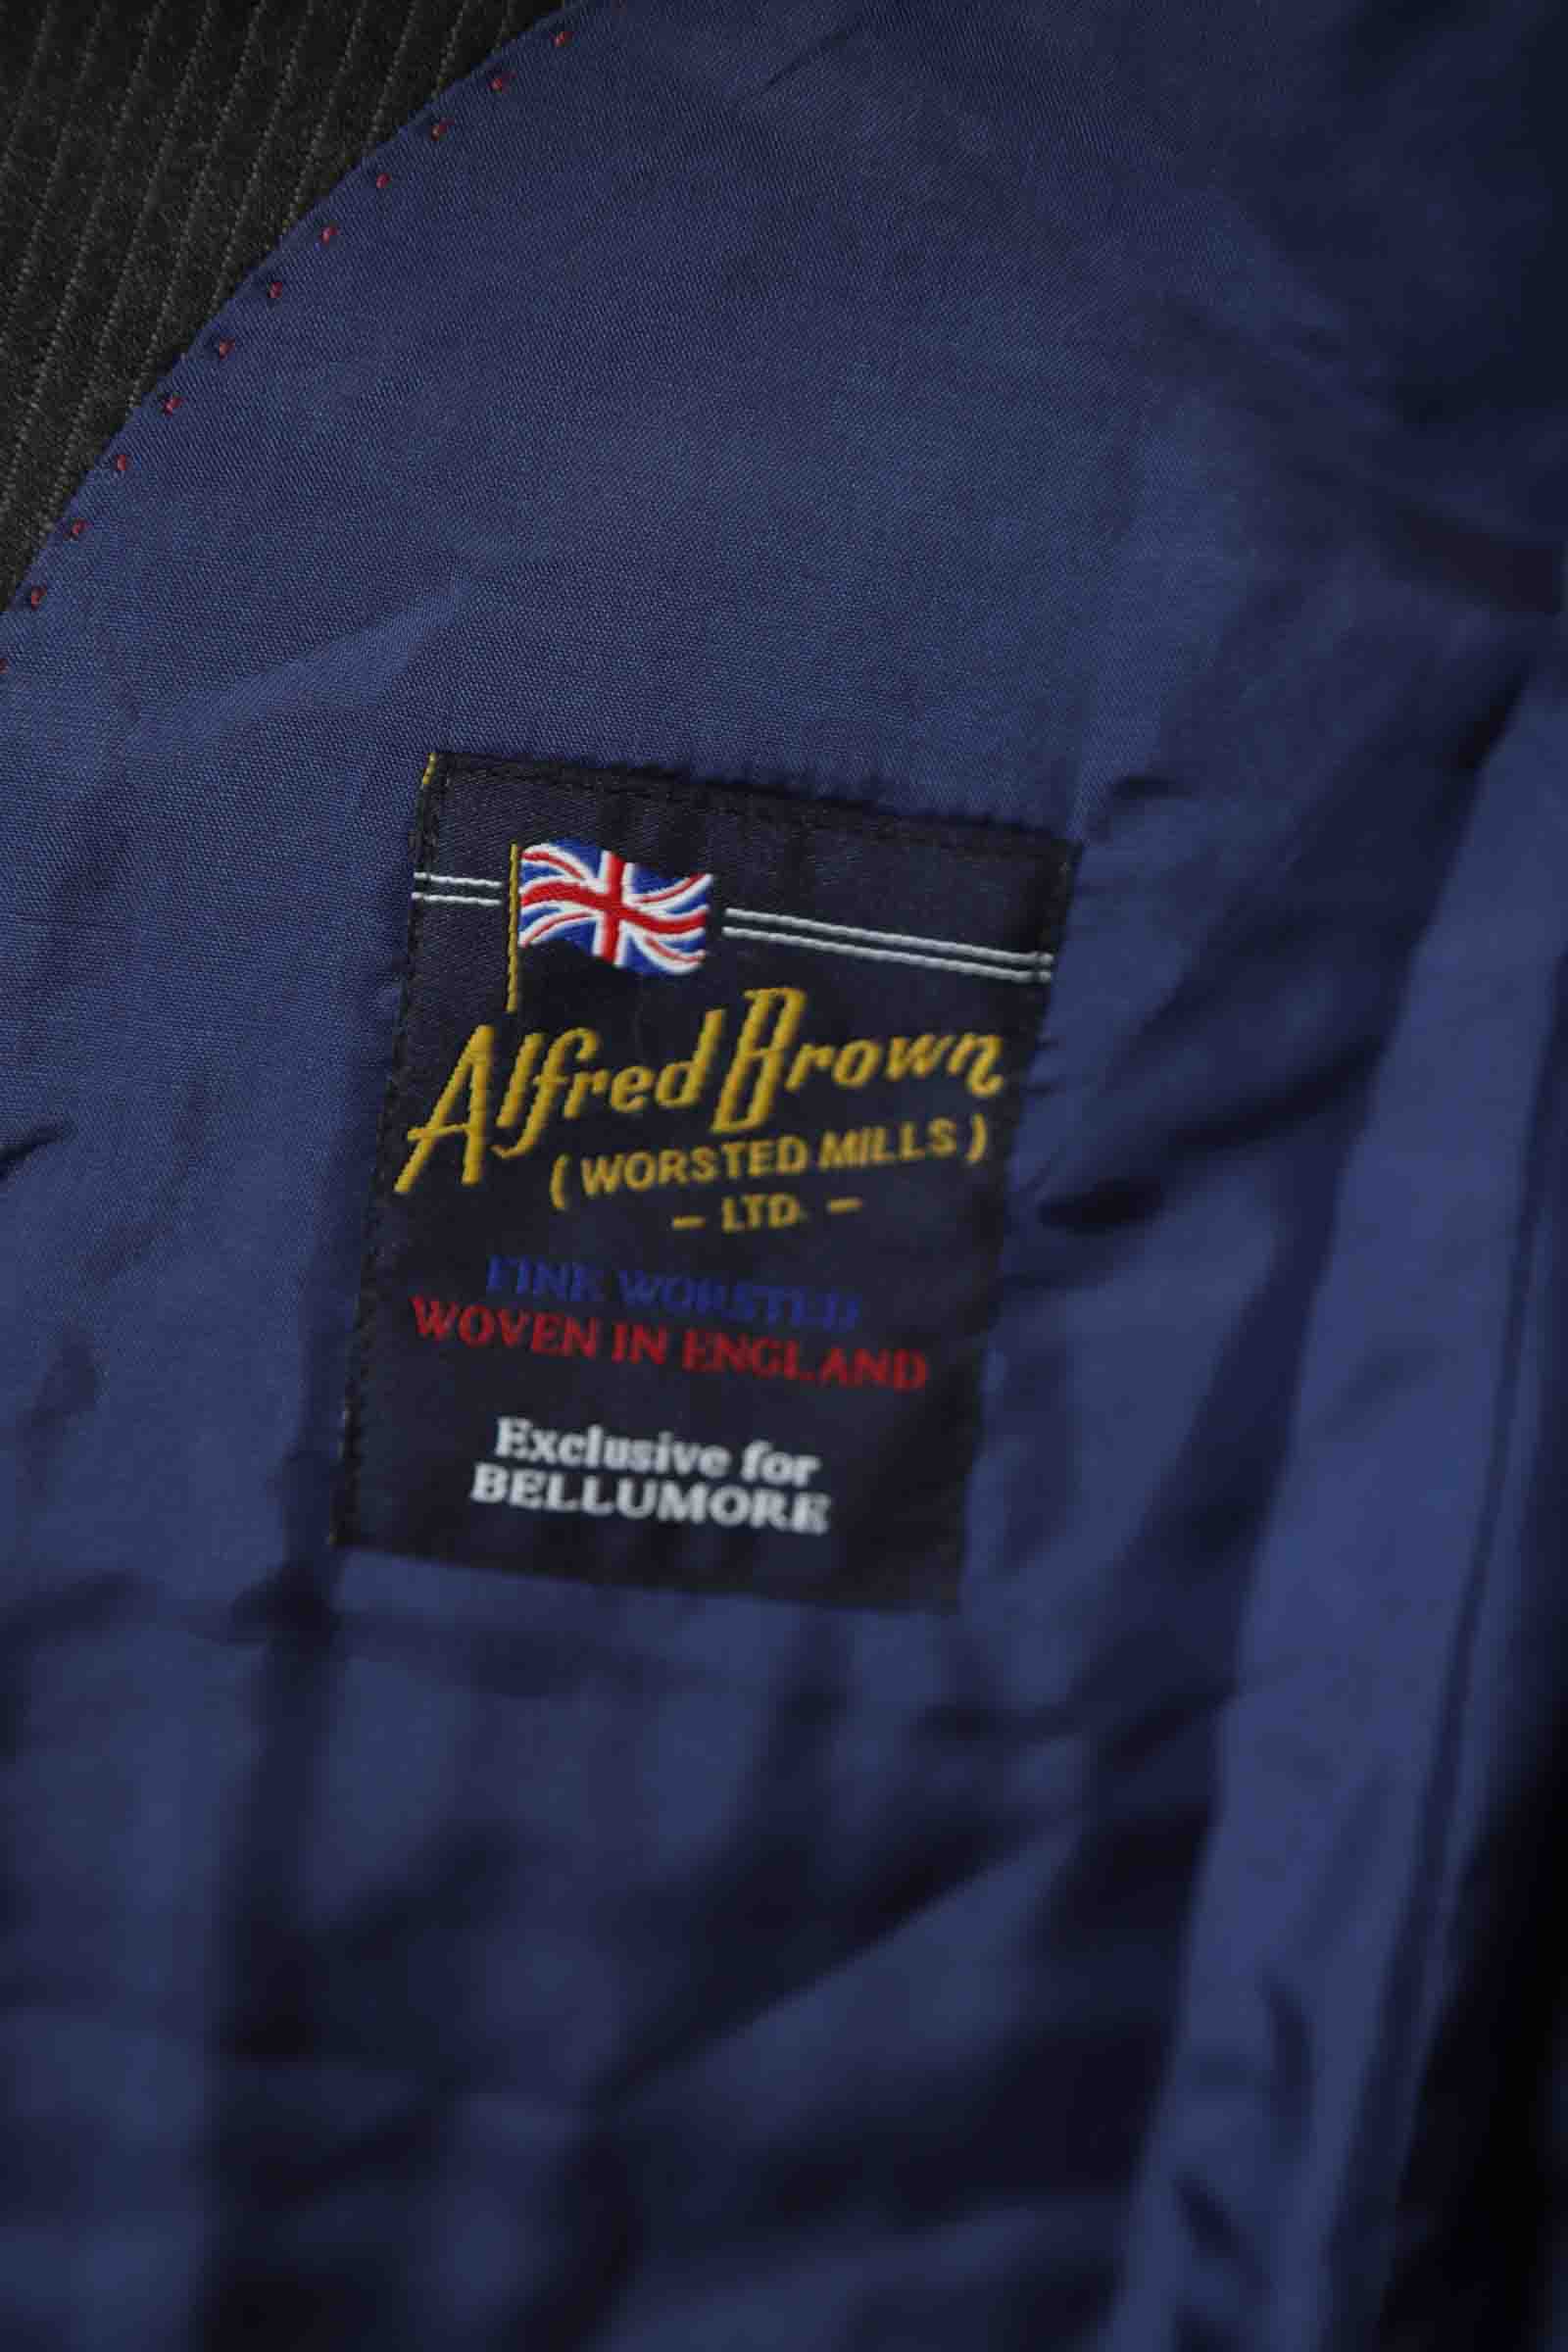 Alfred Brown
(WORSTED MILLS)
- LTD. -
FINE WORSTED
WOVEN IN ENGLAND
Exclusive for
BELLUMORE